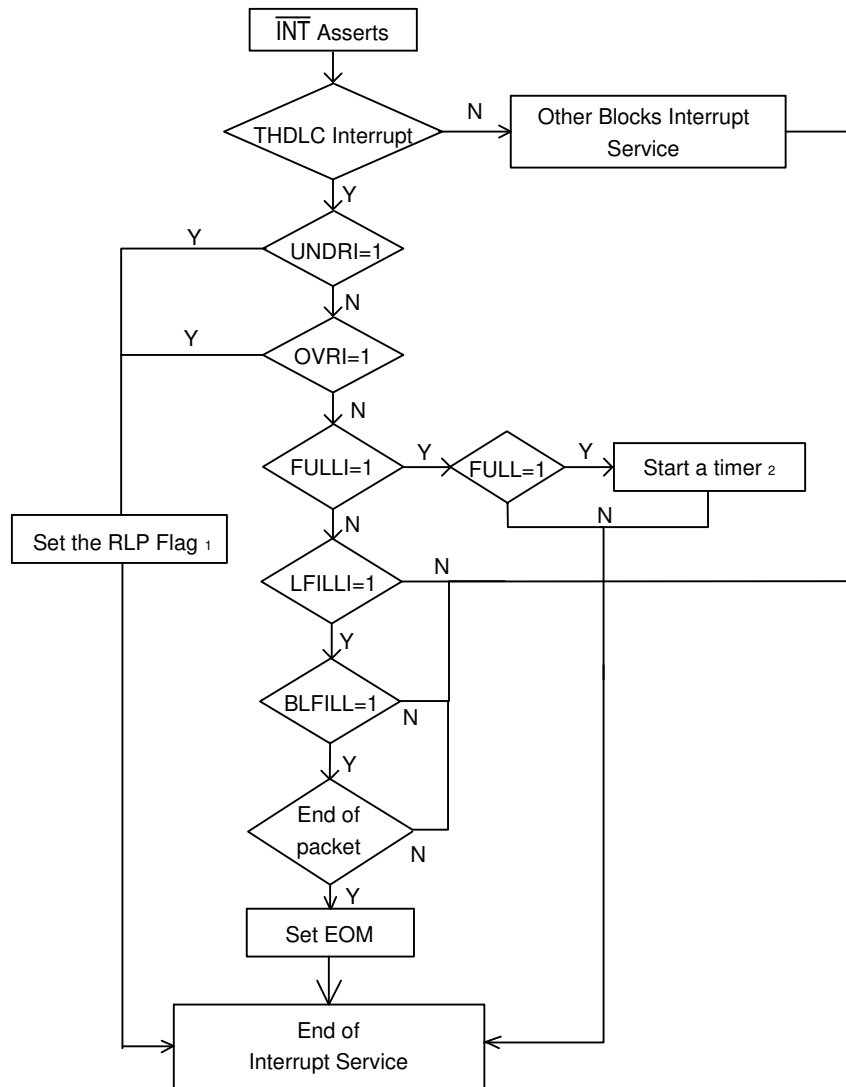 INT Asserts
THDLC Interrupt
N
Other Blocks Interrupt
Service
Y
Y
UNDRI=1
N
Y
OVRI=1
N
FULLI=1
Y
FULL=1
Y
Start a timer 2
N
N
Set the RLP Flag 1
LFILLI=1
N
Y
BLFILL=1
N
Y
End of
packet
N
Y
Set EOM
End of
Interrupt Service